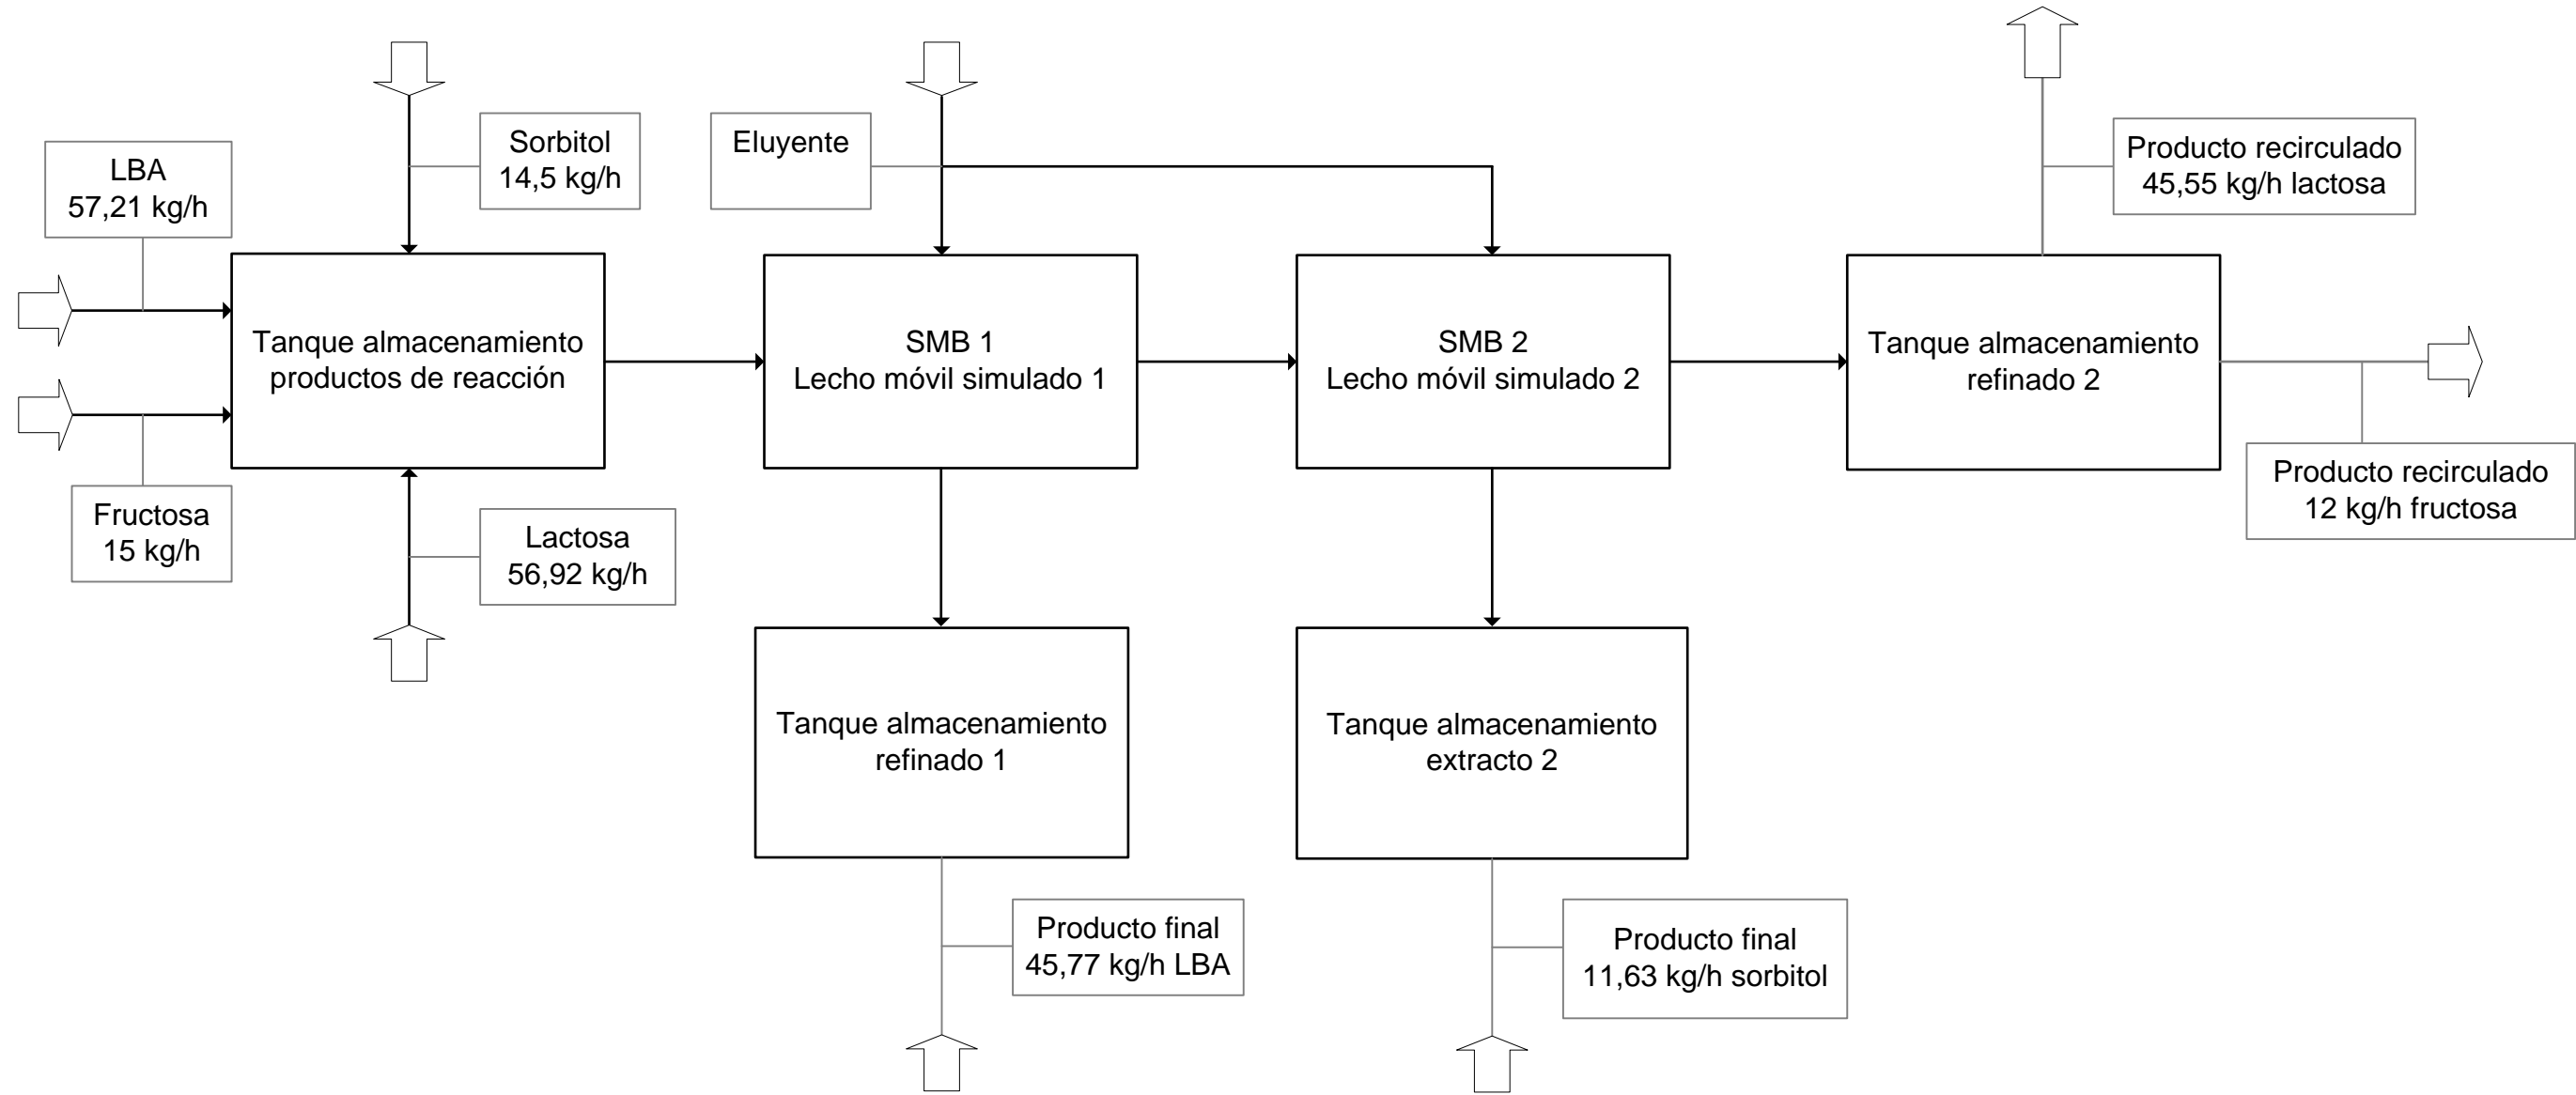 LBA
57,21 kg/h
Sorbitol
14,5 kg/h
Eluyente
Producto recirculado
45,55 kg/h lactosa
Tanque almacenamiento
productos de reacción
SMB 1
Lecho móvil simulado 1
SMB 2
Lecho móvil simulado 2
Tanque almacenamiento
refinado 2
Fructosa
15 kg/h
Lactosa
56,92 kg/h
Producto recirculado
12 kg/h fructosa
Tanque almacenamiento
refinado 1
Tanque almacenamiento
extracto 2
Producto final
45,77 kg/h LBA
Producto final
11,63 kg/h sorbitol